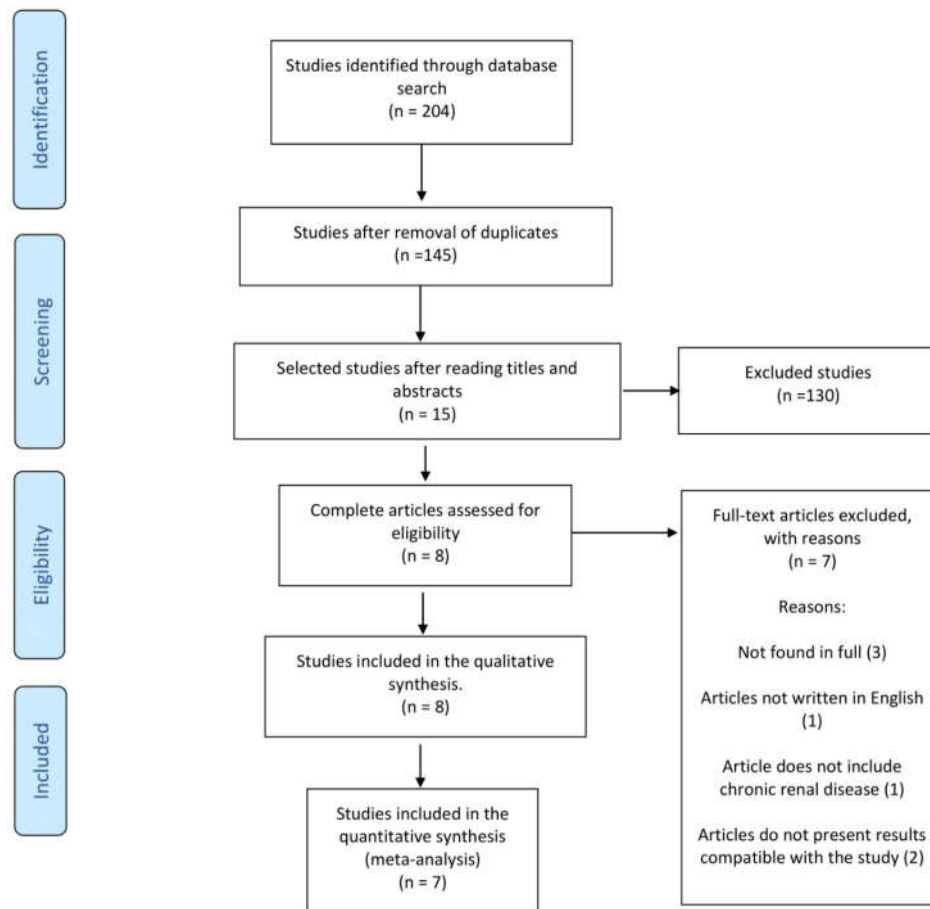 Identification
Studies identified through database
search
(n = 204)
Studies after removal of duplicates
(n =145)
Screening
Selected studies after reading titles and
abstracts
(n = 15)
Excluded studies
(n =130)
Eligibility
Complete articles assessed for
eligibility
(n = 8)
Full-text articles excluded,
with reasons
(n = 7)
Reasons:
Not found in full (3)
Articles not written in English
(1)
Article does not include
chronic renal disease (1)
Articles do not present results
compatible with the study (2)
Studies included in the qualitative
synthesis.
(n = 8)
Included
Studies included in the
quantitative synthesis
(meta-analysis)
(n = 7)